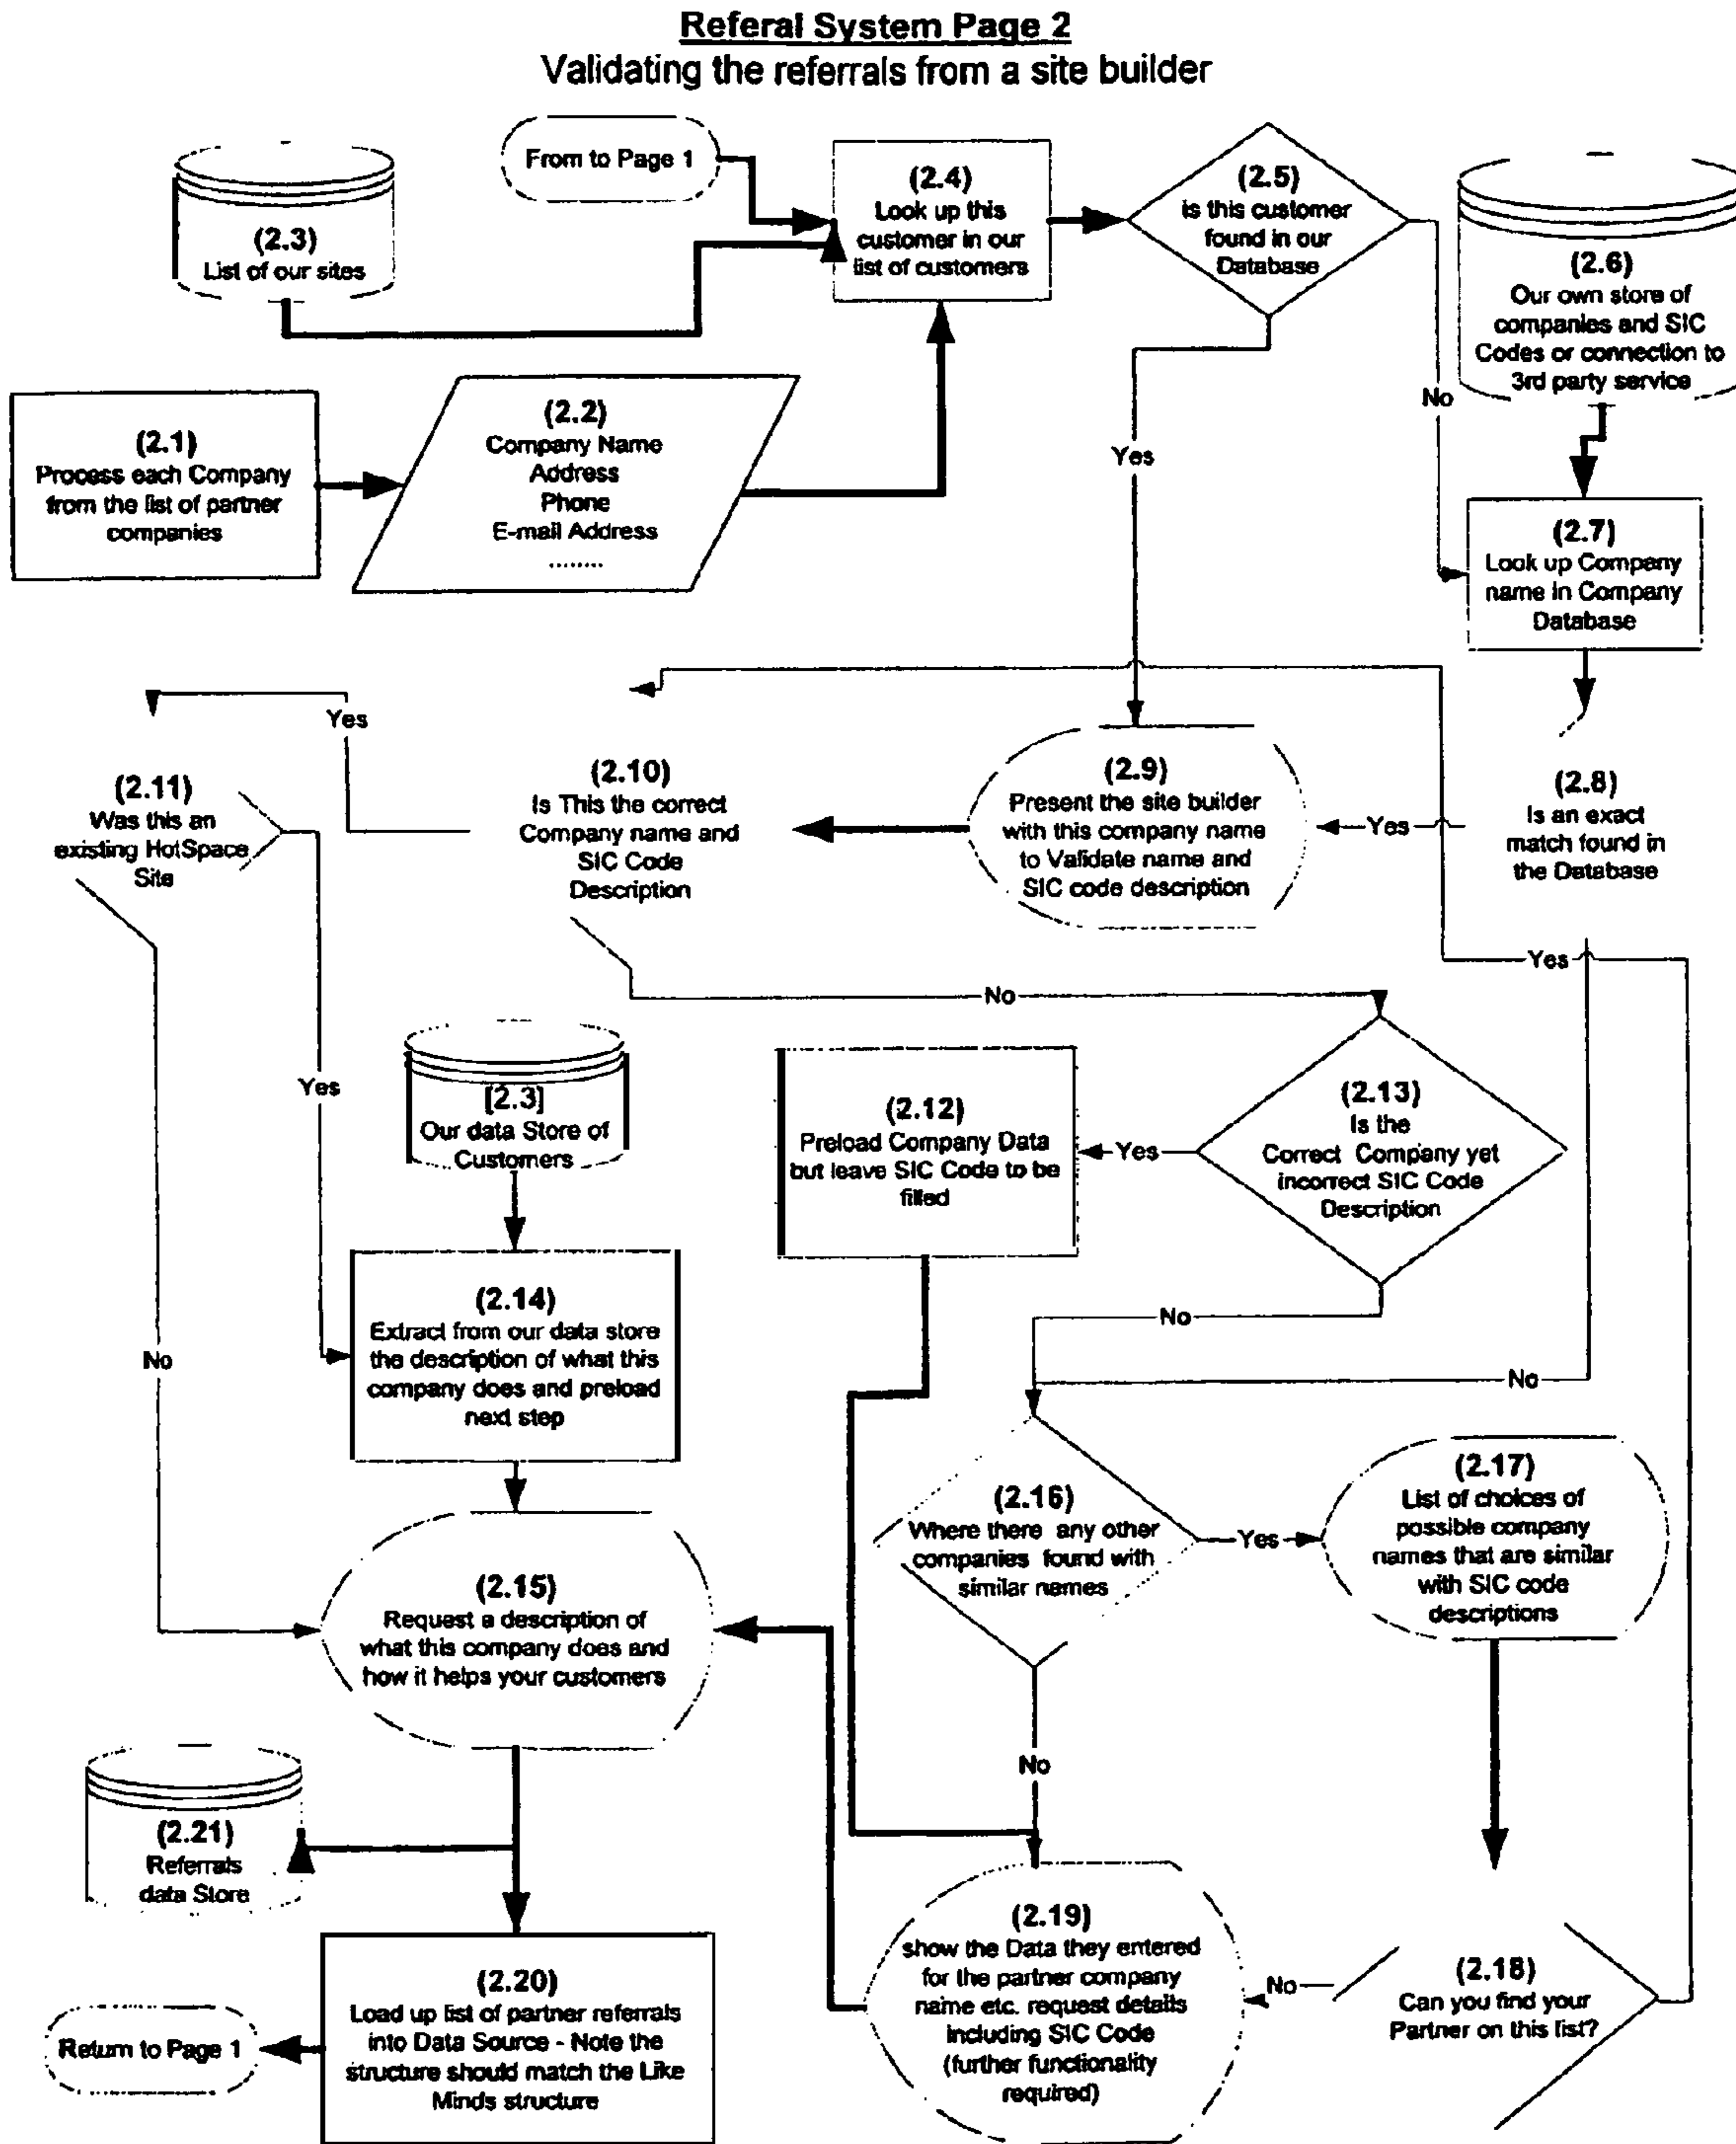 Referal System Page 2
Validating the referrals from a site builder
From to Page 1
(2.3)
List of our sites
(2.4)
Look up this
customer in our
list of customers
(2.5)
is this customer
found in our
Database
(2.6)
Our own store of
companies and SIC
Codes or connection to
3rd party service
No
Yes
(2.1)
Process each Company
from the list of partner
companies
(2.2)
Company Name
Address
Phone
E-mail Address
........
(2.7)
Look up Company
name in Company
Database
Yes
(2.11)
Was this an
existing HotSpace
Site
(2.10)
Is This the correct
Company name and
SIC Code
Description
(2.9)
Present the site builder
with this company name
to Validate name and
SIC code description
Yes
(2.8)
Is an exact
match found in
the Database
Yes
No
Yes
[2.3]
Our data Store of
Customers
(2.12)
Preload Company Data
but leave SIC Code to be
filled
Yes
(2.13)
Is the
Correct Company yet
incorrect SIC Code
Description
No
No
No
(2.14)
Extract from our data store
the description of what this
company does and preload
next step
(2.16)
Where there any other
companies found with
similar names
Yes
(2.17)
List of choices of
possible company
names that are similar
with SIC code
descriptions
(2.15)
Request a description of
what this company does and
how it helps your customers
No
(2.21)
Referrals
data Store
(2.19)
show the Data they entered
for the partner company
name etc. request details
including SIC Code
(further functionality
required)
No
(2.18)
Can you find your
Partner on this list?
(2.20)
Load up list of partner referrals
into Data Source - Note the
structure should match the Like
Minds structure
Return to Page 1